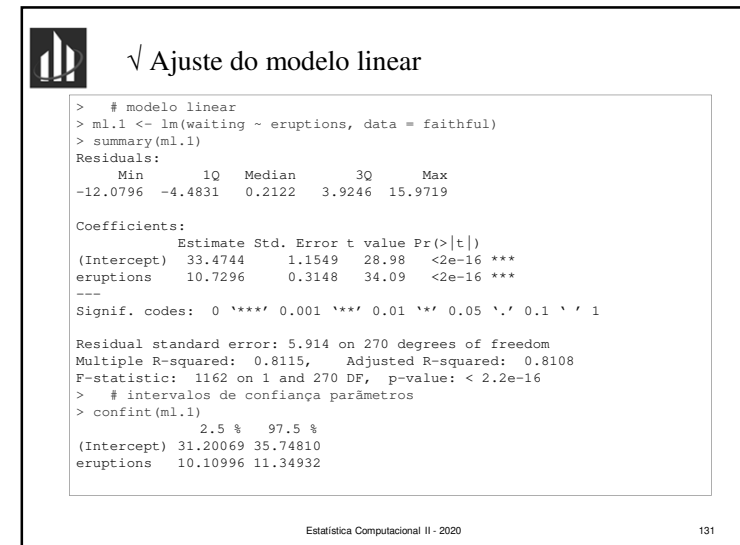 √ Ajuste do modelo linear
>   # modelo linear
> ml.1 <- lm(waiting ~ eruptions, data = faithful)
> summary(ml.1)
Residuals:
     Min       1Q   Median       3Q      Max
-12.0796  -4.4831   0.2122   3.9246  15.9719
Coefficients:
            Estimate Std. Error t value Pr(>|t|)
(Intercept)  33.4744     1.1549   28.98   <2e-16 ***
eruptions    10.7296     0.3148   34.09   <2e-16 ***
---
Signif. codes:  0 ‘***’ 0.001 ‘**’ 0.01 ‘*’ 0.05 ‘.’ 0.1 ‘ ’ 1
Residual standard error: 5.914 on 270 degrees of freedom
Multiple R-squared:  0.8115,    Adjusted R-squared:  0.8108
F-statistic:  1162 on 1 and 270 DF,  p-value: < 2.2e-16
>   # intervalos de confiança parãmetros
> confint(ml.1)
               2.5 %   97.5 %
(Intercept) 31.20069 35.74810
eruptions   10.10996 11.34932
Estatística Computacional II - 2020
131